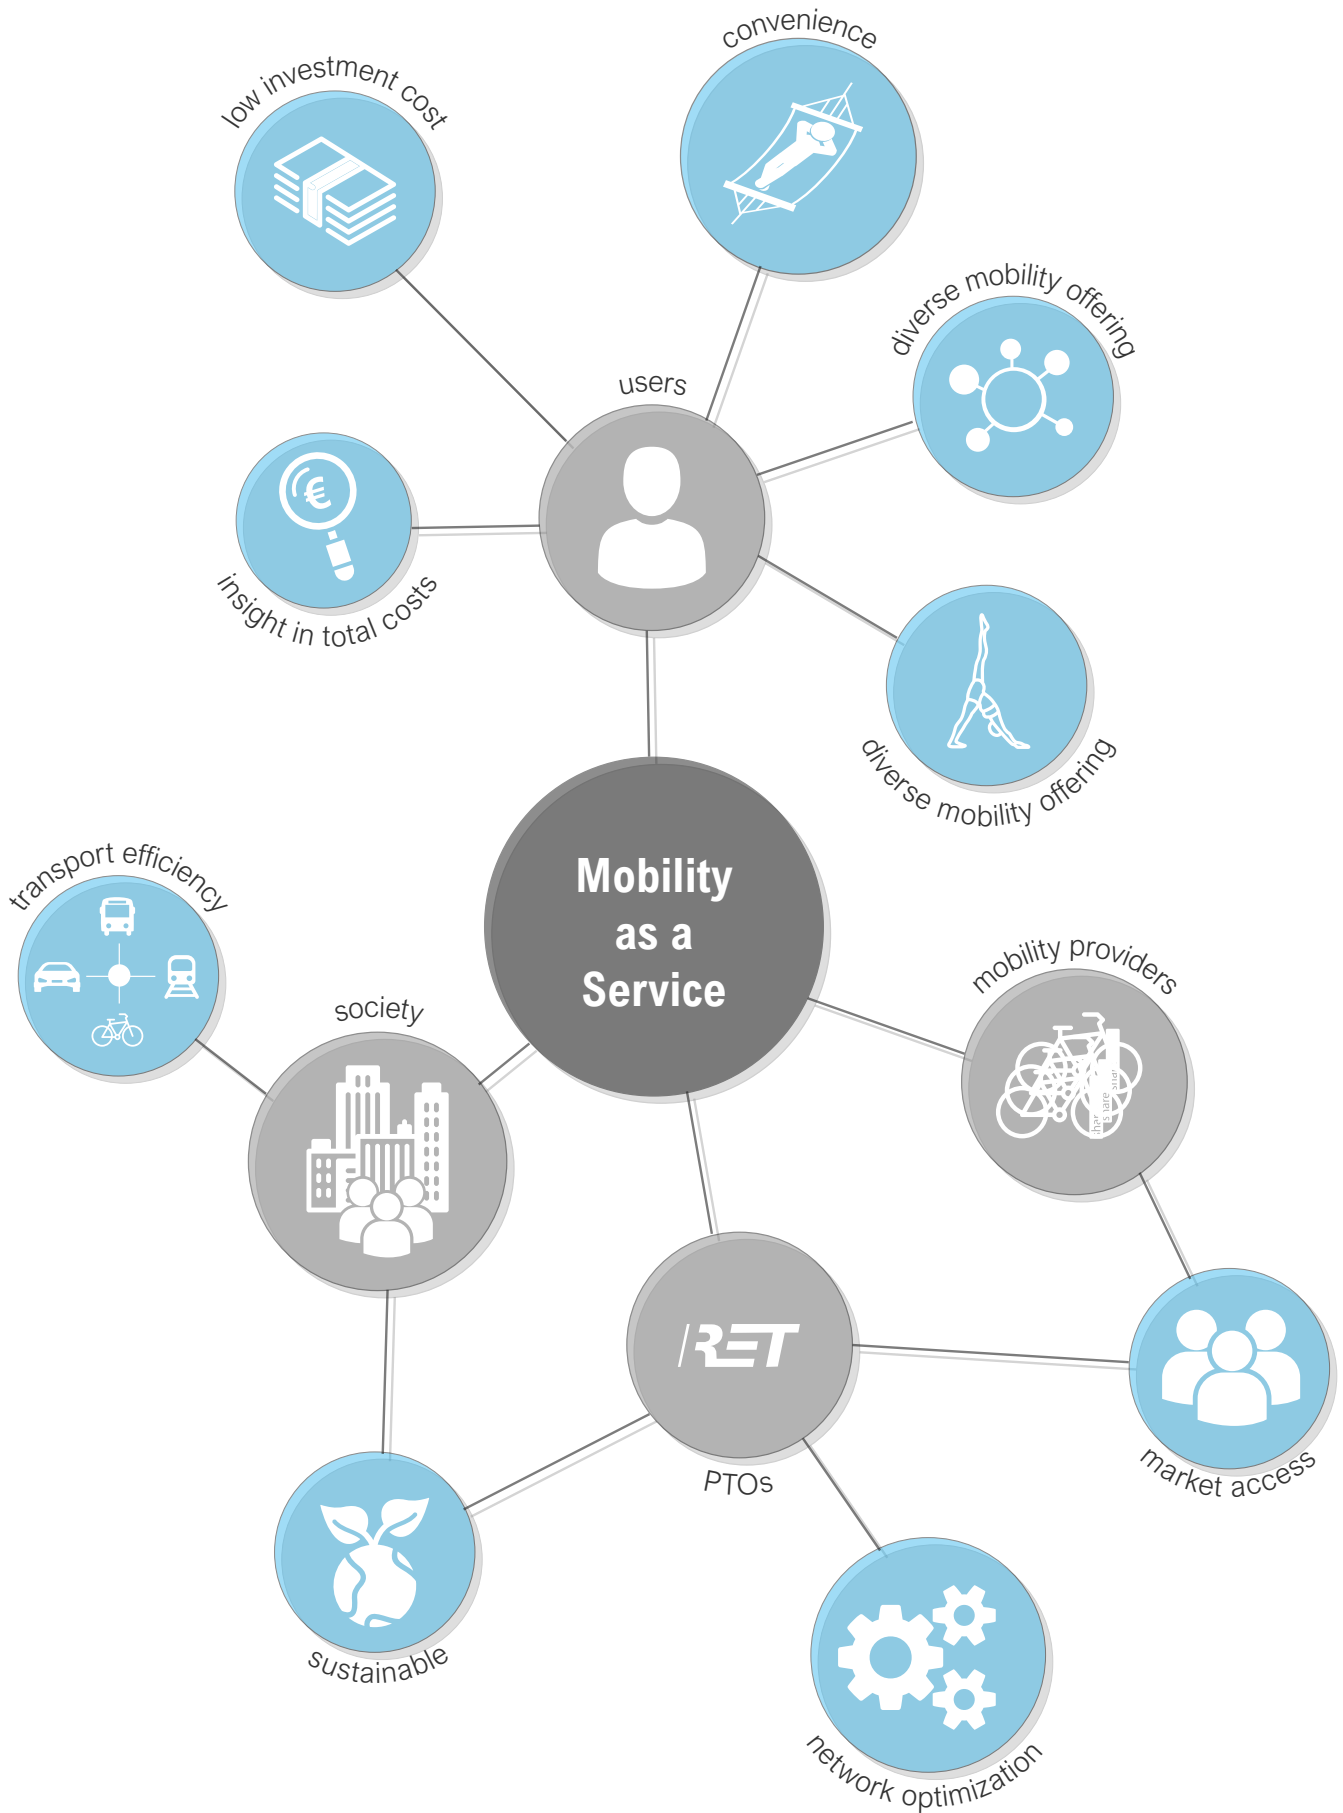 convenience
low investment cost
diverse mobility offering
users
€
insight in total costs
diverse mobility offering
Mobility
as a
Service
transport efficiency
society
mobility providers
share
RET
PTOs
market access
sustainable
network optimization